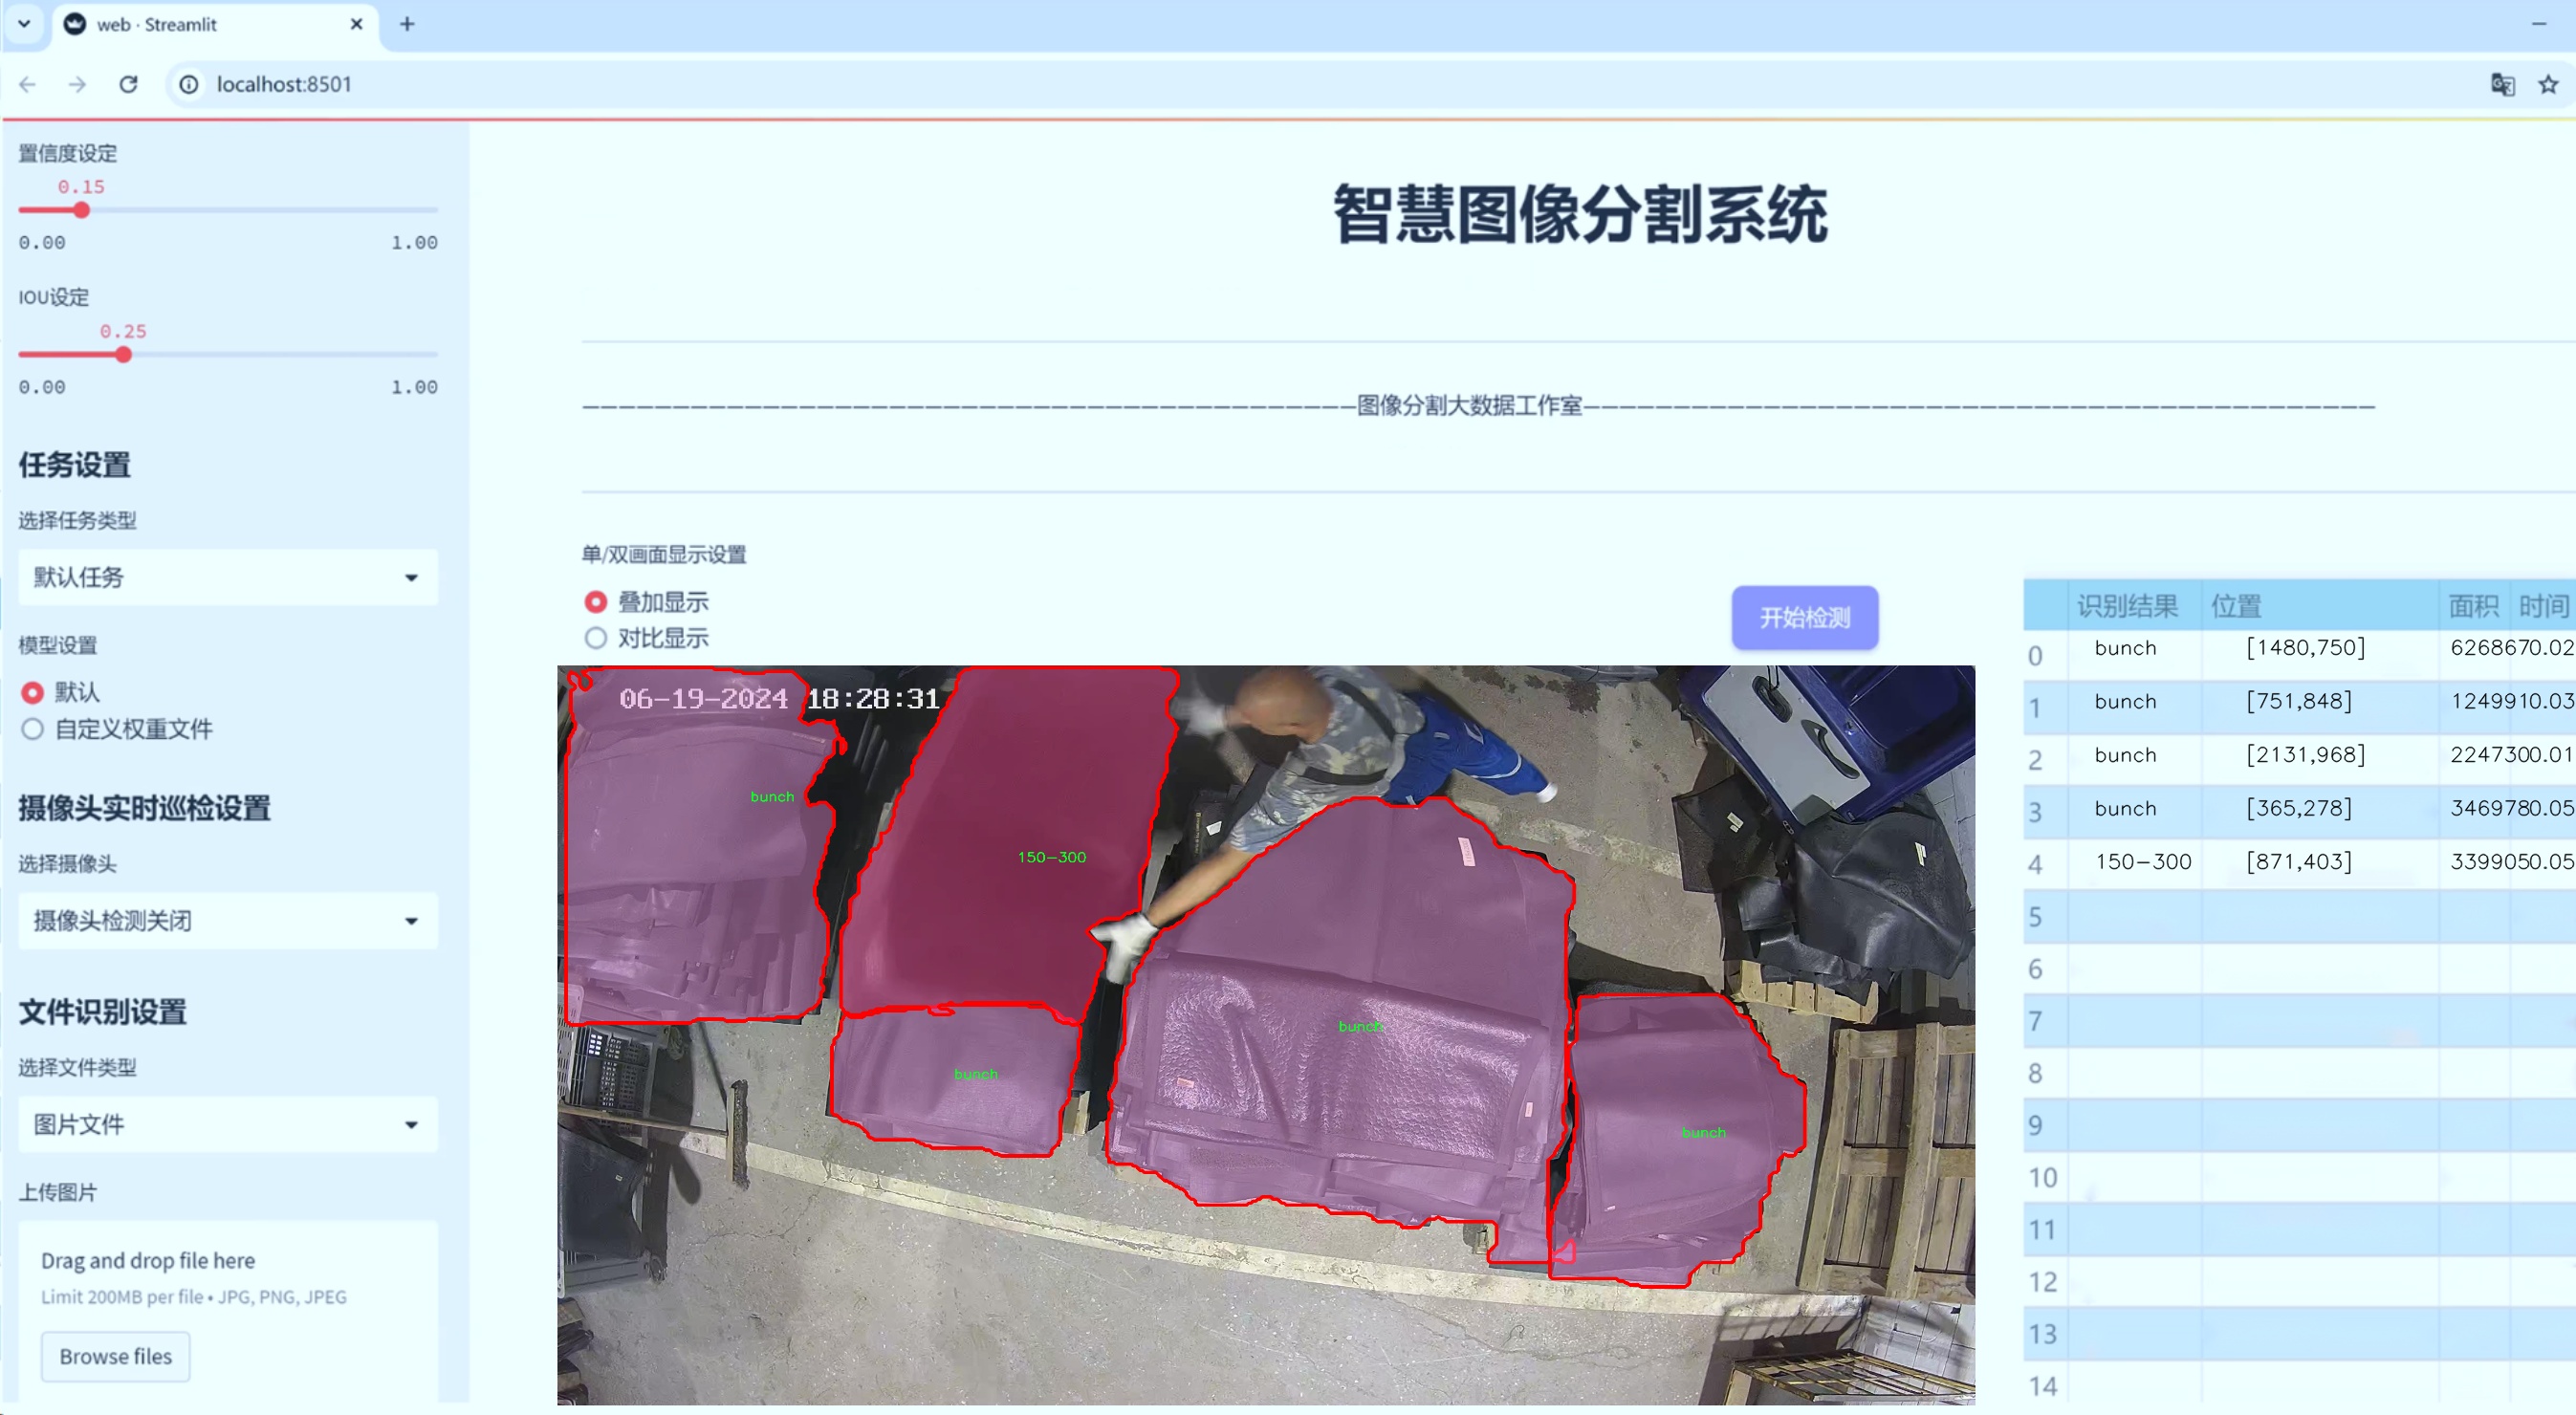 web · Streamlit
localhost:8501
置信度设定
0.15
0.00 1.00
IOU设定
0.25
0.00 1.00
任务设置
选择任务类型
默认任务
模型设置
默认
自定义权重文件
摄像头实时巡检设置
选择摄像头
摄像头检测关闭
文件识别设置
选择文件类型
图片文件
上传图片
Drag and drop file here
Limit 200MB per file • JPG, PNG, JPEG
Browse files
智慧图像分割系统
———————————————————————————————————————————图像分割大数据工作室————————————————————————————————————————————
单/双画面显示设置
叠加显示
对比显示
开始检测
06-19-2024 18:28:31
bunch
150-300
bunch
bunch
bunch
识别结果 位置 面积 时间
0 bunch [1480,750] 6268670.02
1 bunch [751,848] 1249910.03
2 bunch [2131,968] 2247300.01
3 bunch [365,278] 3469780.05
4 150-300 [871,403] 3399050.05
5
6
7
8
9
10
11
12
13
14